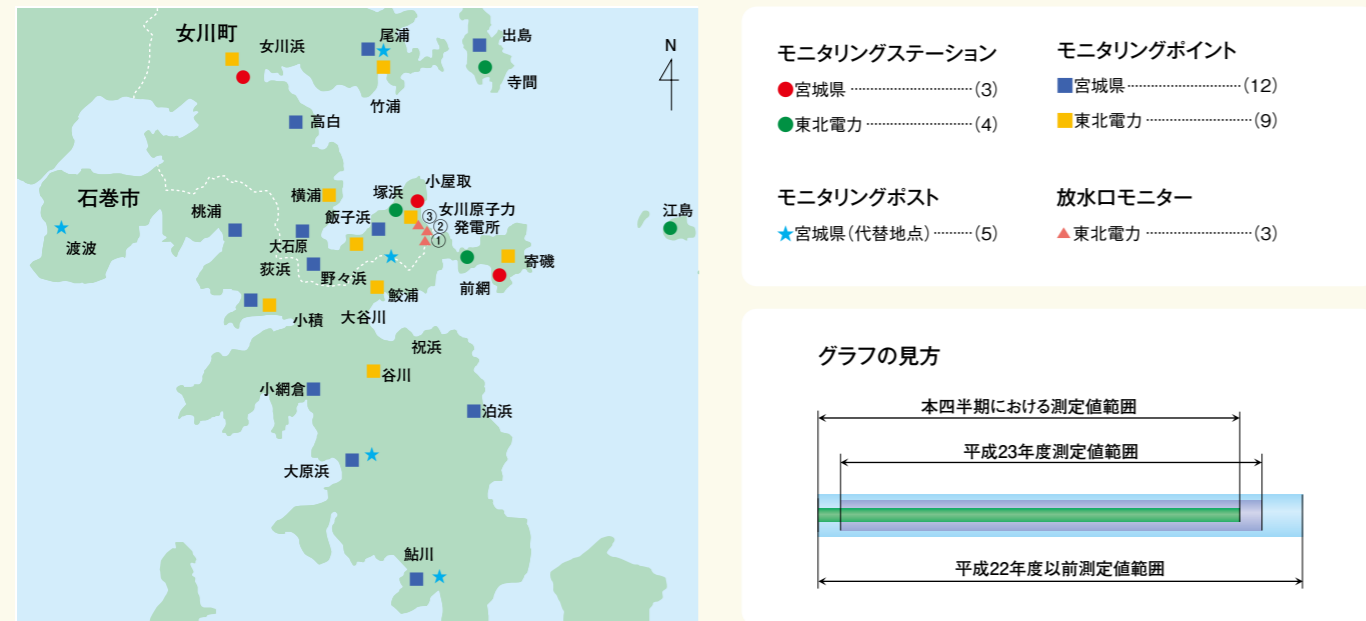 女川町
女川浜
尾浦
出島
寺間
竹浦
高白
N
石巻市
渡波
桃浦
横浦
大石原
飯子浜
塚浜
小屋取
女川原子力
発電所
③
②
①
江島
荻浜
野々浜
鮫浦
前網
寄磯
小積
大谷川
祝浜
谷川
小網倉
泊浜
大原浜
鮎川
モニタリングステーション
宮城県 (3)
東北電力 (4)
モニタリングポイント
宮城県 (12)
東北電力 (9)
モニタリングポスト
宮城県(代替地点) (5)
放水口モニター
東北電力 (3)
グラフの見方
本四半期における測定値範囲
平成23年度測定値範囲
平成22年度以前測定値範囲